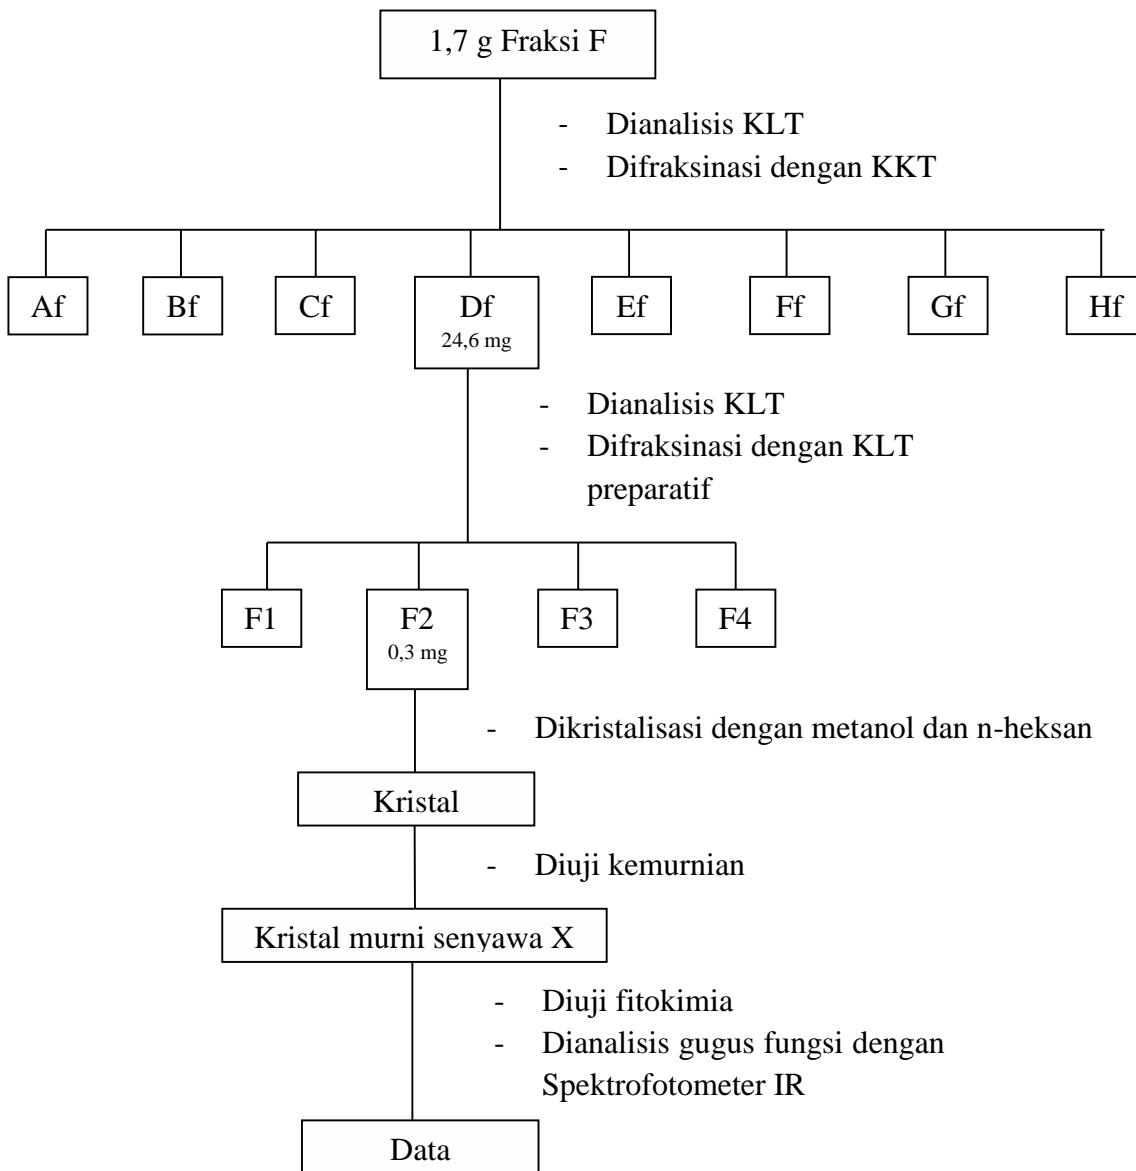 1,7 g Fraksi F
- Dianalisis KLT
- Difraksinasi dengan KKT
Af Bf Cf Df Ef Ff Gf Hf
24,6 mg
- Dianalisis KLT
- Difraksinasi dengan KLT
preparatif
F1 F2 F3 F4
0,3 mg
- Dikristalisasi dengan metanol dan n-heksan
Kristal
- Diuji kemurnian
Kristal murni senyawa X
- Diuji fitokimia
- Dianalisis gugus fungsi dengan
Spektrofotometer IR
Data